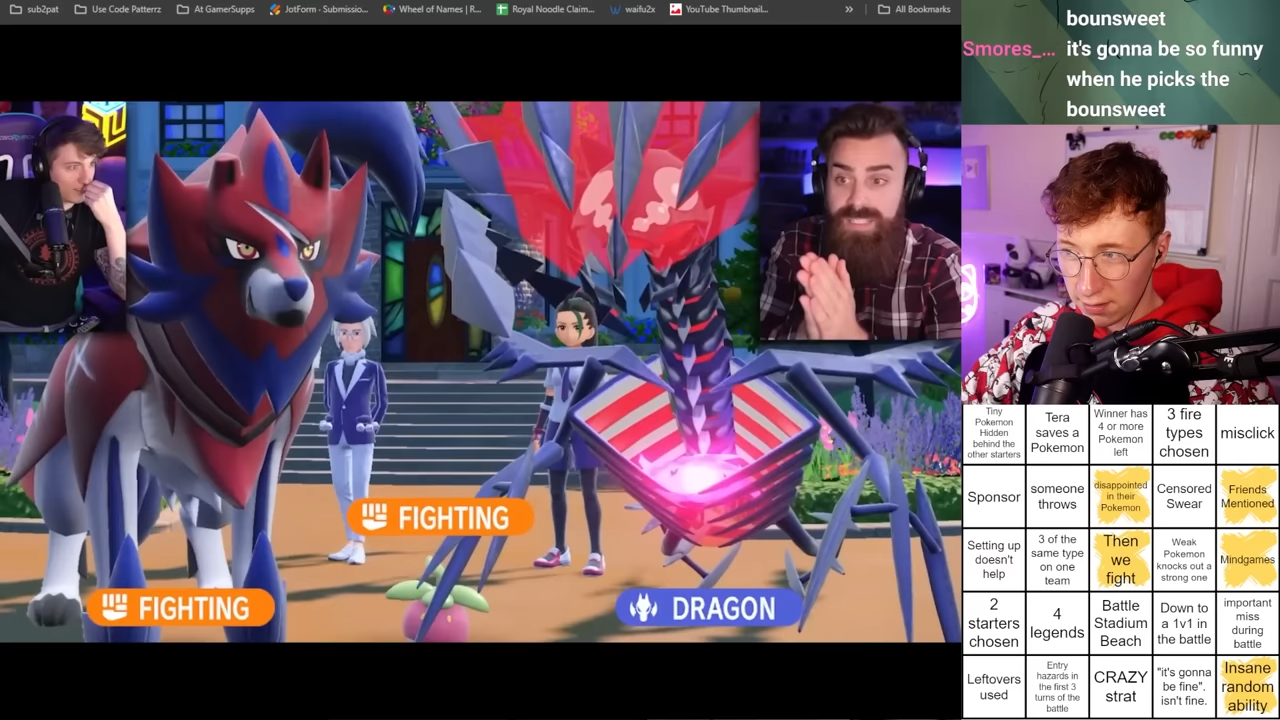 sub2pat
Use Code Patterrz
At GamerSupps
JotForm · Submissio...
Wheel of Names | R...
Royal Noodle Claim...
waifu2x
YouTube Thumbnail...
»
All Bookmarks
bounsweet
Smores_... it's gonna be so funny
when he picks the
bounsweet
FIGHTING
FIGHTING
DRAGON
Tiny
Pokemon
Hidden
behind the
other starters
Tera
saves a
Pokemon
Winner has
4 or more
Pokemon
left
3 fire
types
chosen
misclick
Sponsor
someone
throws
disappointed
in their
Pokemon
Censored
Swear
Friends
Mentioned
Setting up
doesn't
help
3 of the
same type
on one
team
Then
we
fight
Weak
Pokemon
knocks out a
strong one
Mindgames
2
starters
chosen
4
legends
Battle
Stadium
Beach
Down to
a 1v1 in
the battle
important
miss
during
battle
Leftovers
used
Entry
hazards in
the first 3
turns of the
battle
CRAZY
strat
"it's gonna
be fine".
isn't fine.
Insane
random
ability